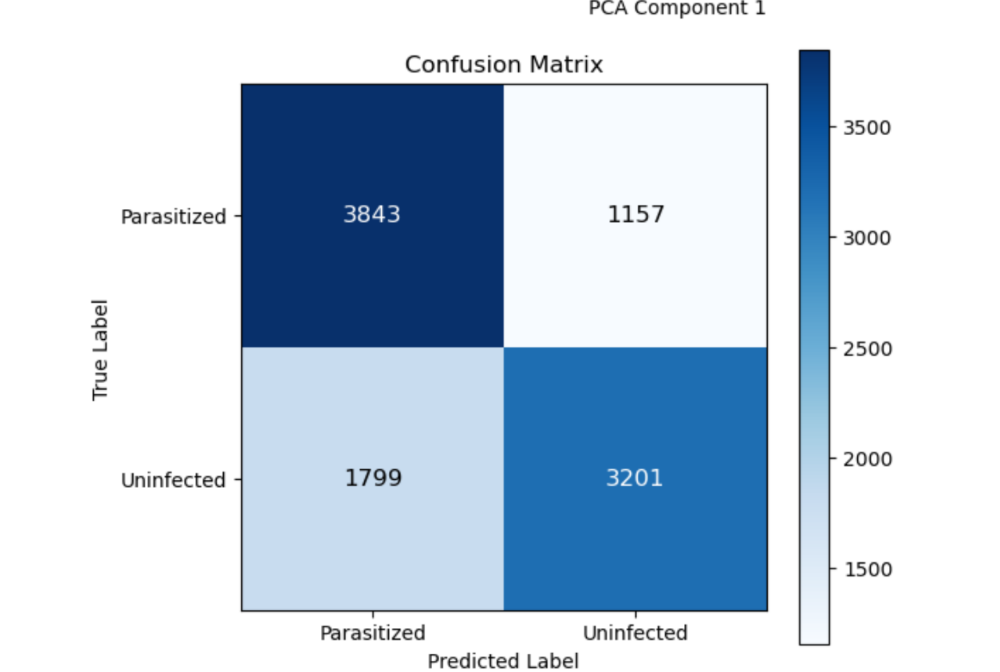 PCA Component 1
Confusion Matrix
3500
Parasitized
3843
1157
3000
True Label
2500
Uninfected
1799
3201
2000
1500
Parasitized
Uninfected
Predicted Label